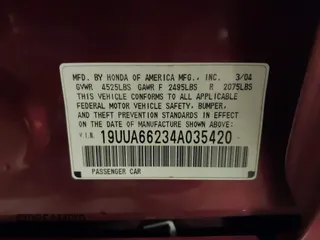 MFD. BY HONDA OF AMERICA MFG., INC. 3/04
GVWR 4525LBS GAWR F 2495LBS R 2075LBS
THIS VEHICLE CONFORMS TO ALL APPLICABLE
FEDERAL MOTOR VEHICLE SAFETY, BUMPER,
AND THEFT PREVENTION STANDARDS IN EFFECT
ON THE DATE OF MANUFACTURE SHOWN ABOVE.
V.I.N. 19UUA66234A035420
PASSENGER CAR